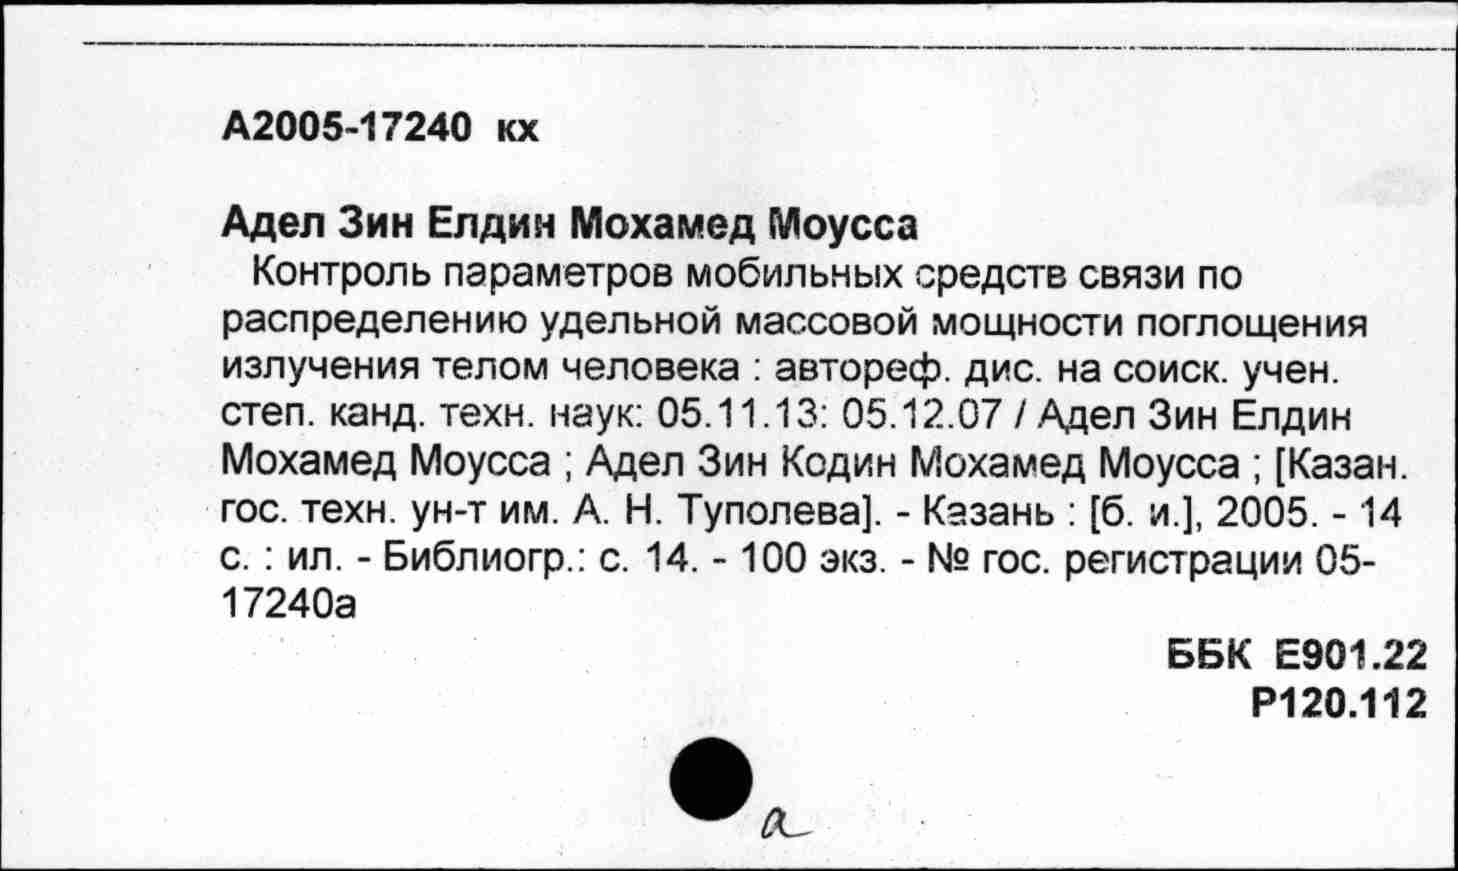 А2005-17240 кх
Адел Зин Елдин Мохамед Моусса
Контроль параметров мобильных средств связи по
распределению удельной массовой мощности поглощения
излучения телом человека : автореф. дис. на соиск. учен.
степ. канд. техн. наук: 05.11.13: 05.12.07 / Адел Зин Елдин
Мохамед Моусса ; Адел Зин Кодин Мохамед Моусса ; [Казан.
гос. техн. ун-т им. А. Н. Туполева]. - Казань : [б. и.], 2005. - 14
с. : ил. - Библиогр.: с. 14. - 100 экз. - № гос. регистрации 05-
17240а
ББК Е901.22
Р120.112
а